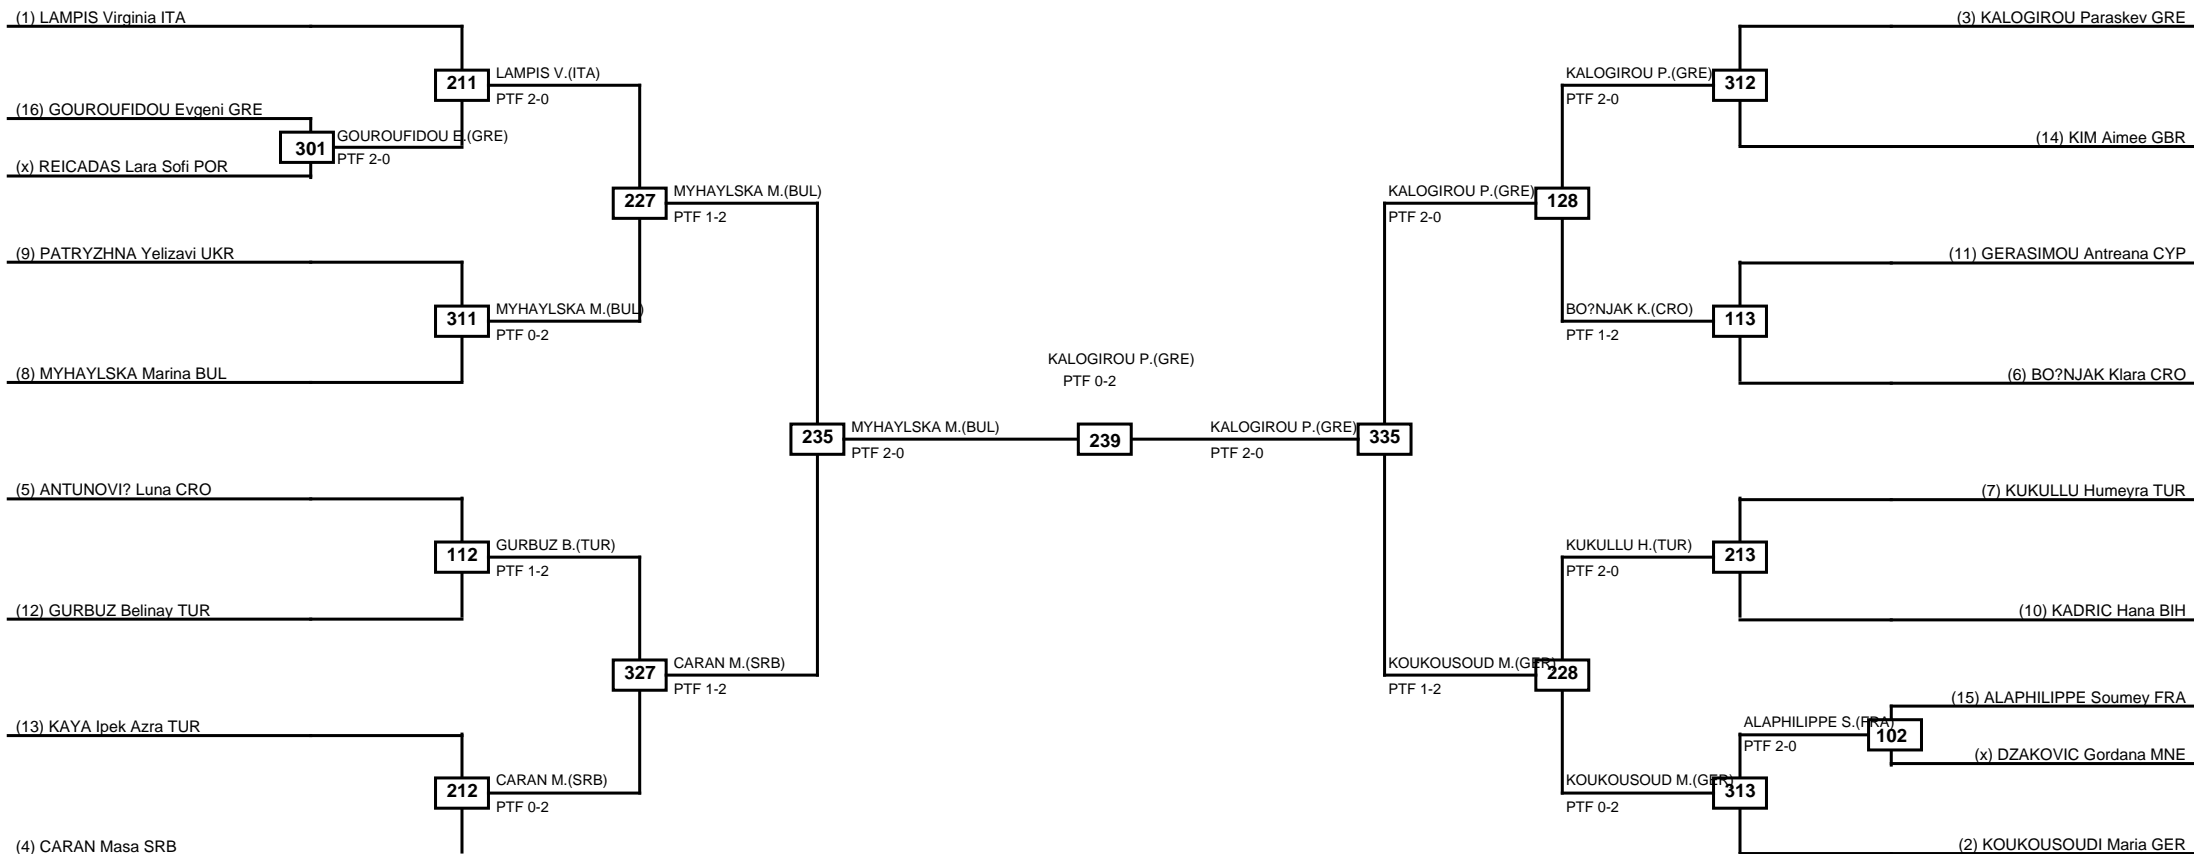 (1) LAMPIS Virginia ITA
(3) KALOGIROU Paraskev GRE
211
LAMPIS V.(ITA)
PTF 2-0
KALOGIROU P.(GRE)
PTF 2-0
312
(16) GOUROUFIDOU Evgeni GRE
301
GOUROUFIDOU E.(GRE)
PTF 2-0
(14) KIM Aimee GBR
(x) REICADAS Lara Sofi POR
227
MYHAYLSKA M.(BUL)
PTF 1-2
KALOGIROU P.(GRE)
PTF 2-0
128
(9) PATRYZHNA Yelizavi UKR
(11) GERASIMOU Antreana CYP
311
MYHAYLSKA M.(BUL)
PTF 0-2
BO?NJAK K.(CRO)
PTF 1-2
113
KALOGIROU P.(GRE)
PTF 0-2
(8) MYHAYLSKA Marina BUL
(6) BO?NJAK Klara CRO
235
MYHAYLSKA M.(BUL)
PTF 2-0
239
KALOGIROU P.(GRE)
PTF 2-0
335
(5) ANTUNOVI? Luna CRO
(7) KUKULLU Humeyra TUR
112
GURBUZ B.(TUR)
PTF 1-2
KUKULLU H.(TUR)
PTF 2-0
213
(12) GURBUZ Belinay TUR
(10) KADRIC Hana BIH
327
CARAN M.(SRB)
PTF 1-2
KOUKOUSOUD M.(GER)
PTF 1-2
228
(15) ALAPHILIPPE Soumey FRA
(13) KAYA Ipek Azra TUR
ALAPHILIPPE S.(FRA)
PTF 2-0
102
(x) DZAKOVIC Gordana MNE
212
CARAN M.(SRB)
PTF 0-2
KOUKOUSOUD M.(GER)
PTF 0-2
313
(4) CARAN Masa SRB
(2) KOUKOUSOUDI Maria GER